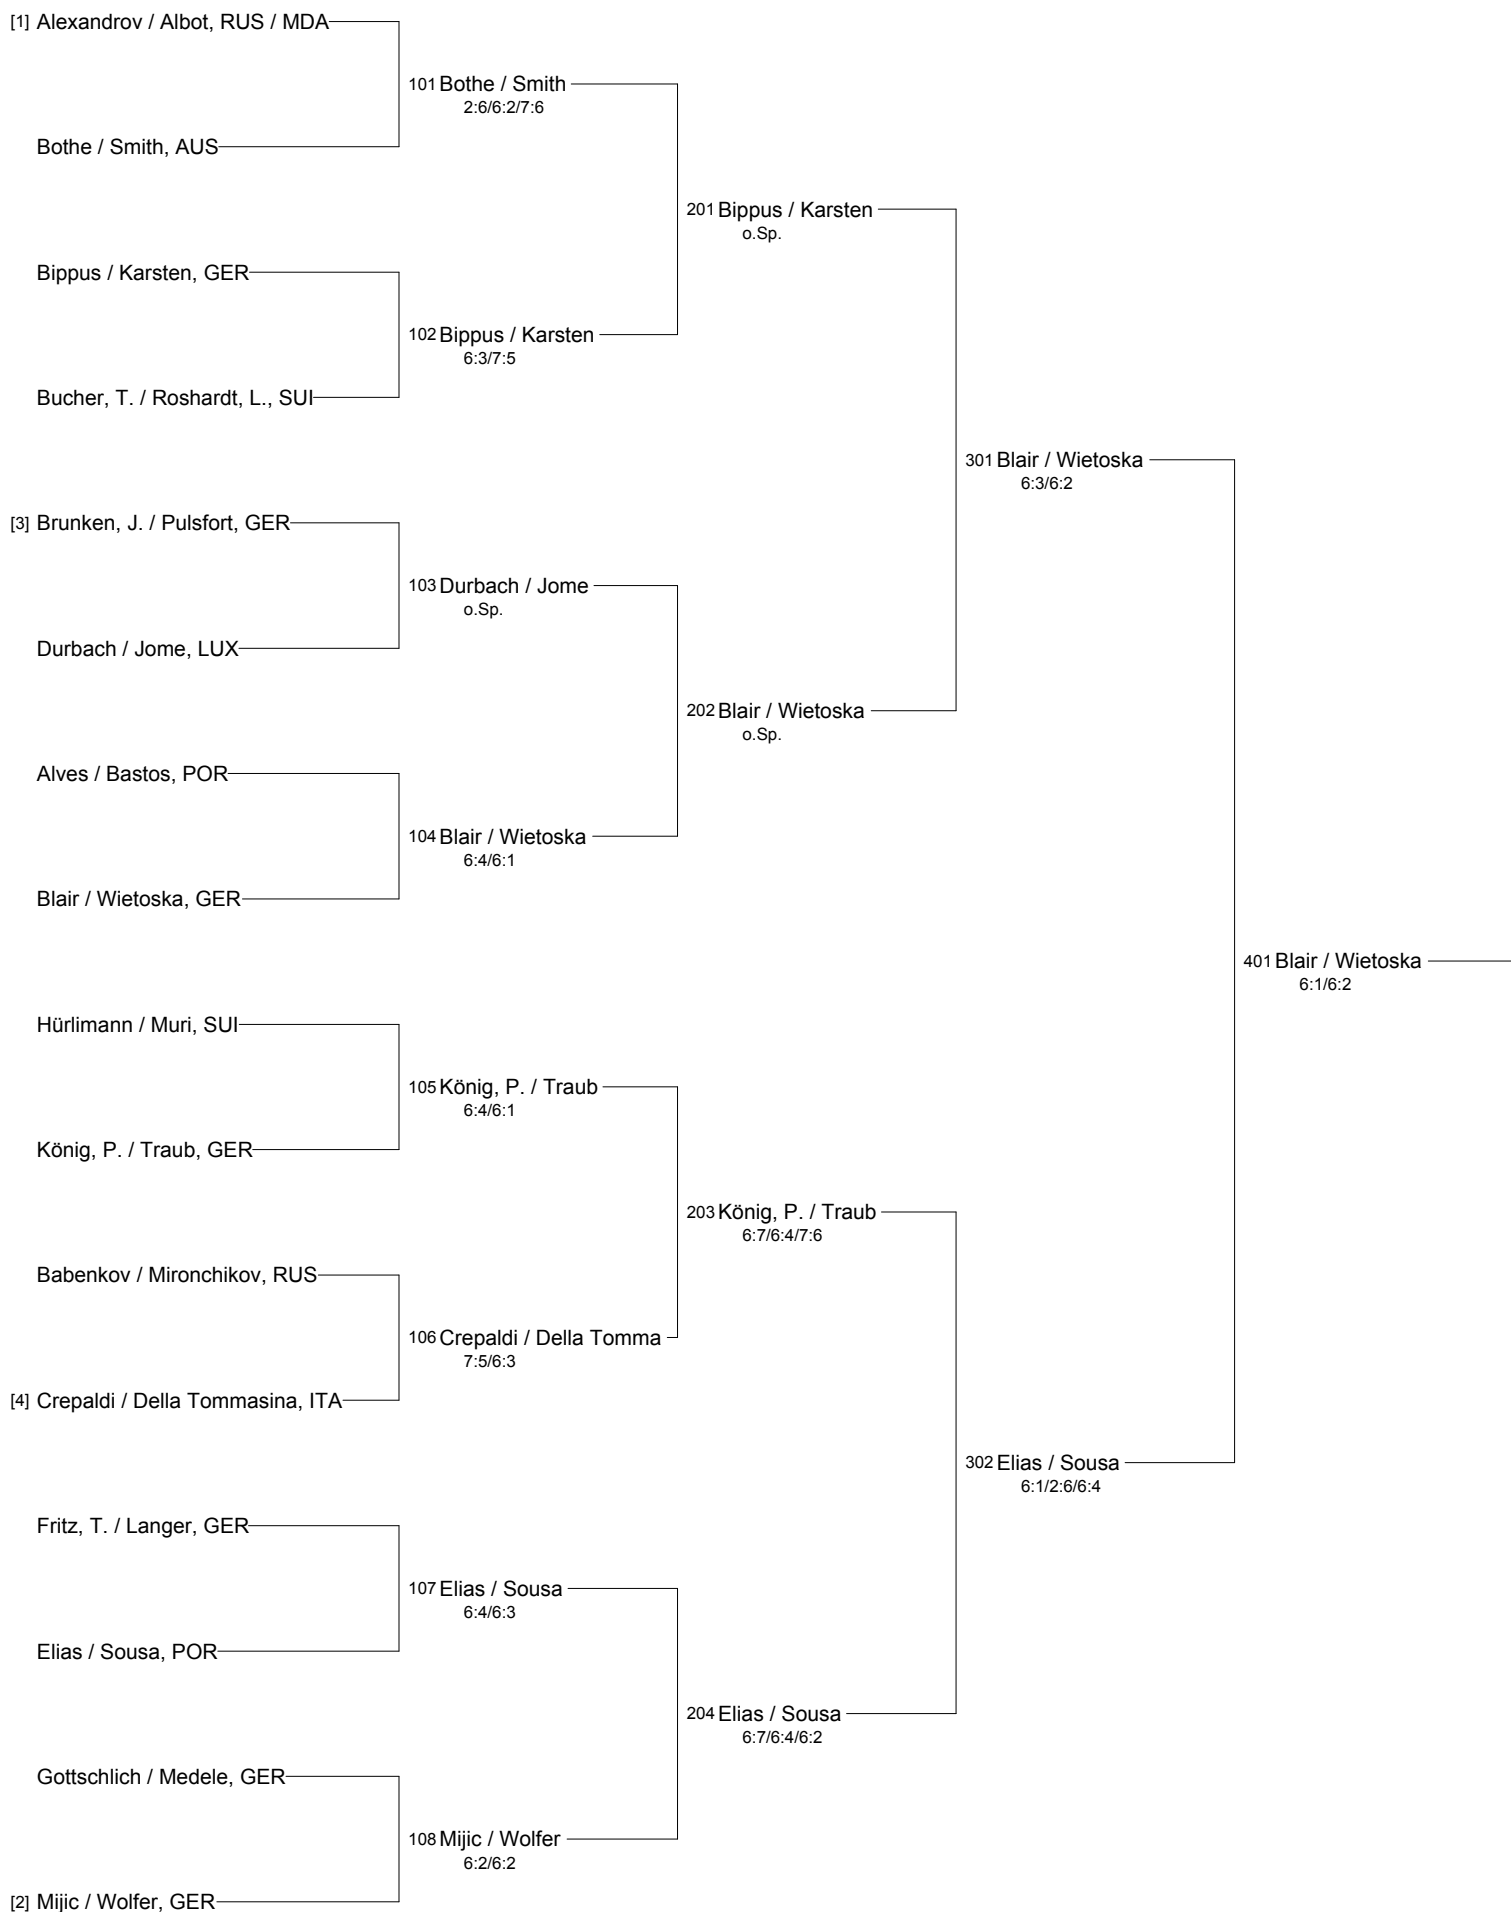 [1] Alexandrov / Albot, RUS / MDA
101 Bothe / Smith
2:6/6:2/7:6
Bothe / Smith, AUS
201 Bippus / Karsten
o.Sp.
Bippus / Karsten, GER
102 Bippus / Karsten
6:3/7:5
Bucher, T. / Roshardt, L., SUI
301 Blair / Wietoska
6:3/6:2
[3] Brunken, J. / Pulsfort, GER
103 Durbach / Jome
o.Sp.
Durbach / Jome, LUX
202 Blair / Wietoska
o.Sp.
Alves / Bastos, POR
104 Blair / Wietoska
6:4/6:1
Blair / Wietoska, GER
401 Blair / Wietoska
6:1/6:2
Hürlimann / Muri, SUI
105 König, P. / Traub
6:4/6:1
König, P. / Traub, GER
203 König, P. / Traub
6:7/6:4/7:6
Babenkov / Mironchikov, RUS
106 Crepaldi / Della Tomma
7:5/6:3
[4] Crepaldi / Della Tommasina, ITA
302 Elias / Sousa
6:1/2:6/6:4
Fritz, T. / Langer, GER
107 Elias / Sousa
6:4/6:3
Elias / Sousa, POR
204 Elias / Sousa
6:7/6:4/6:2
Gottschlich / Medele, GER
108 Mijic / Wolfer
6:2/6:2
[2] Mijic / Wolfer, GER